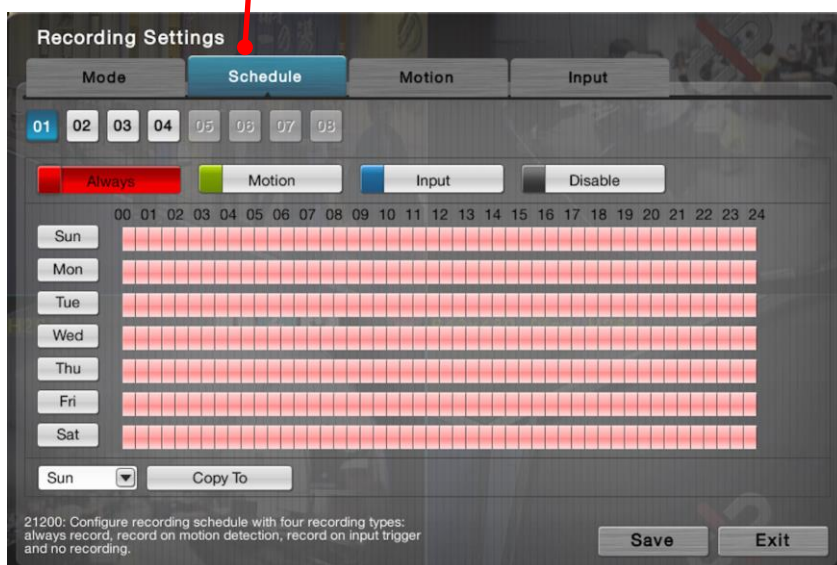 Recording Settings
Mode Schedule Motion Input
01 02 03 04 05 06 07 08
Always Motion Input Disable
00 01 02 03 04 05 06 07 08 09 10 11 12 13 14 15 16 17 18 19 20 21 22 23 24
Sun
Mon
Tue
Wed
Thu
Fri
Sat
Sun Copy To
21200: Configure recording schedule with four recording types:
always record, record on motion detection, record on input trigger
and no recording.
Save Exit